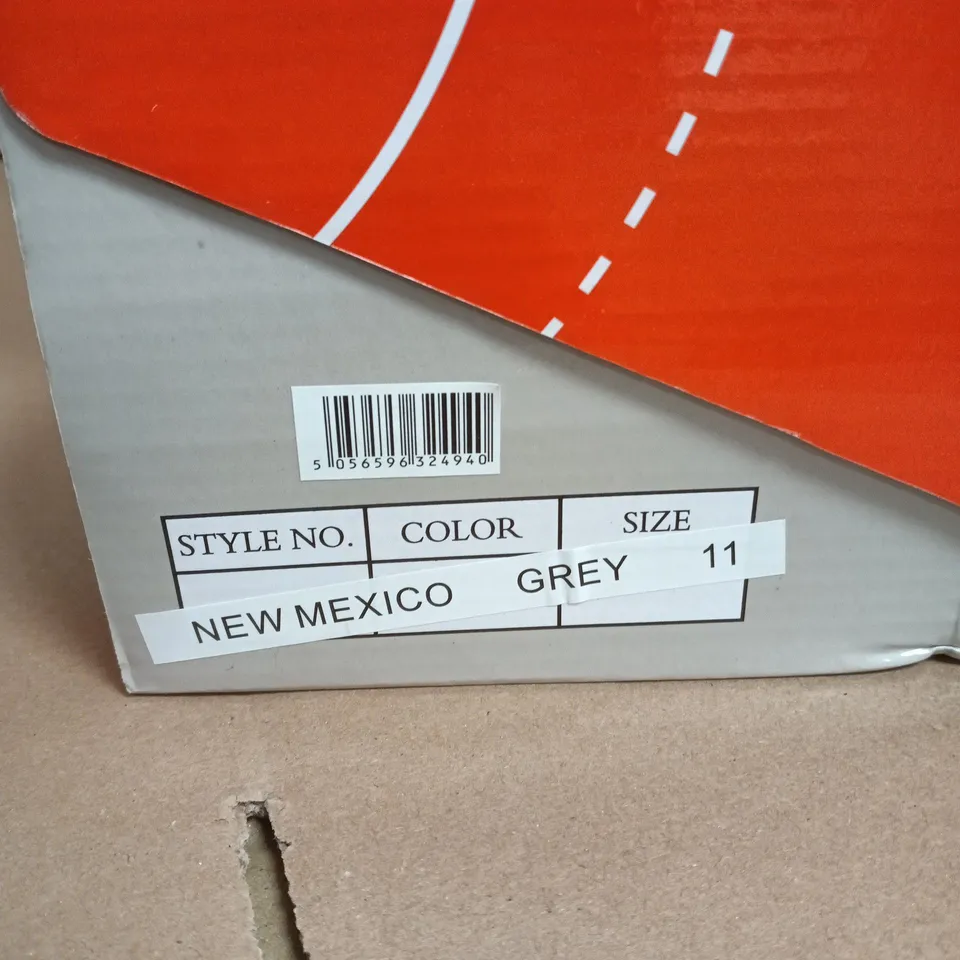 5 056596 324940
STYLE NO. COLOR SIZE
NEW MEXICO GREY 11